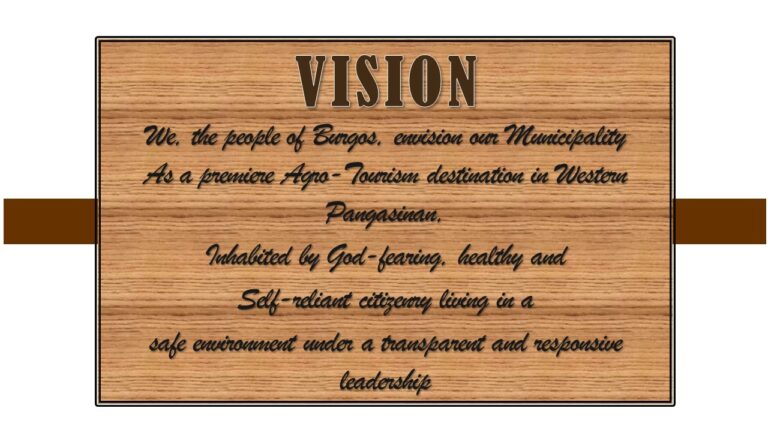 VISION
We, the people of Burgos, envision our Municipality
As a premiere Agro-Tourism destination in Western
Pangasinan,
Inhabited by God-fearing, healthy and
Self-reliant citizenry living in a
safe environment under a transparent and responsive
leadership